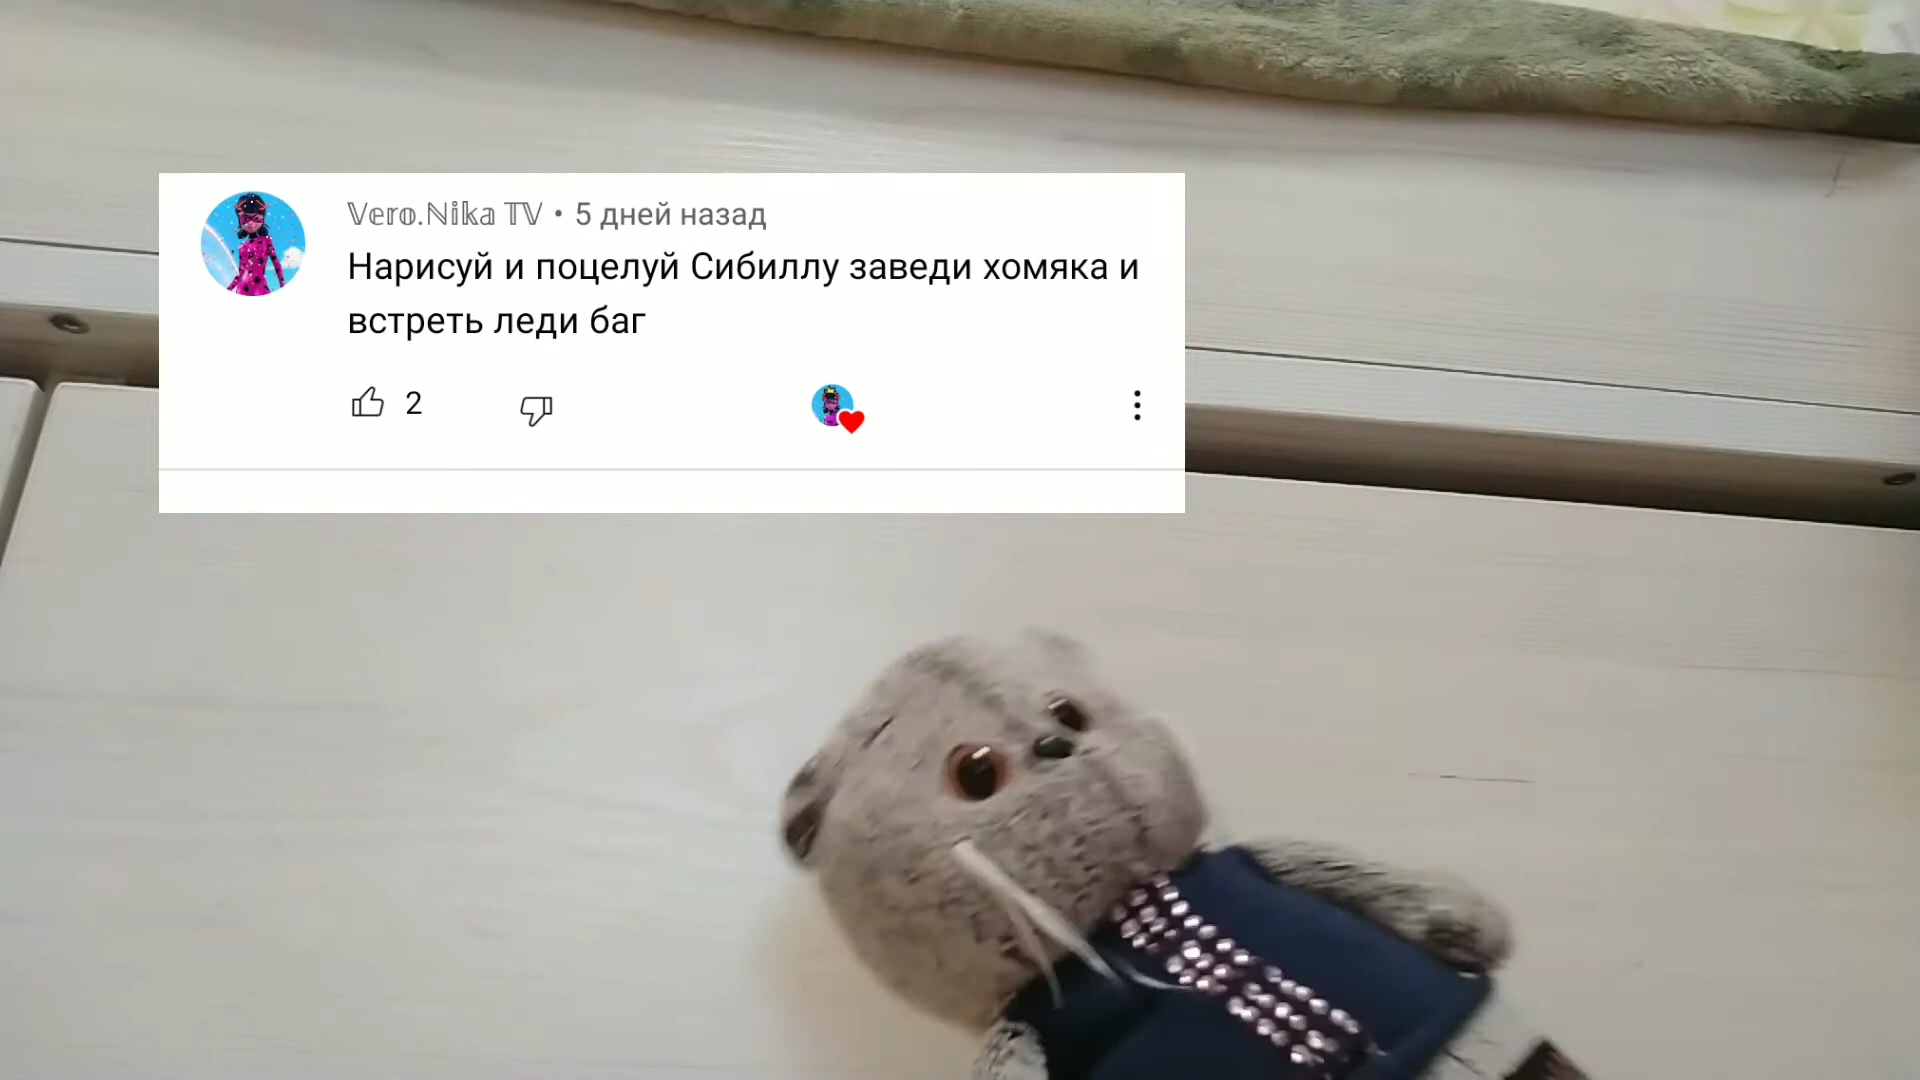 Vero.Nika TV • 5 дней назад
Нарисуй и поцелуй Сибиллу заведи хомяка и
встреть леди баг
2